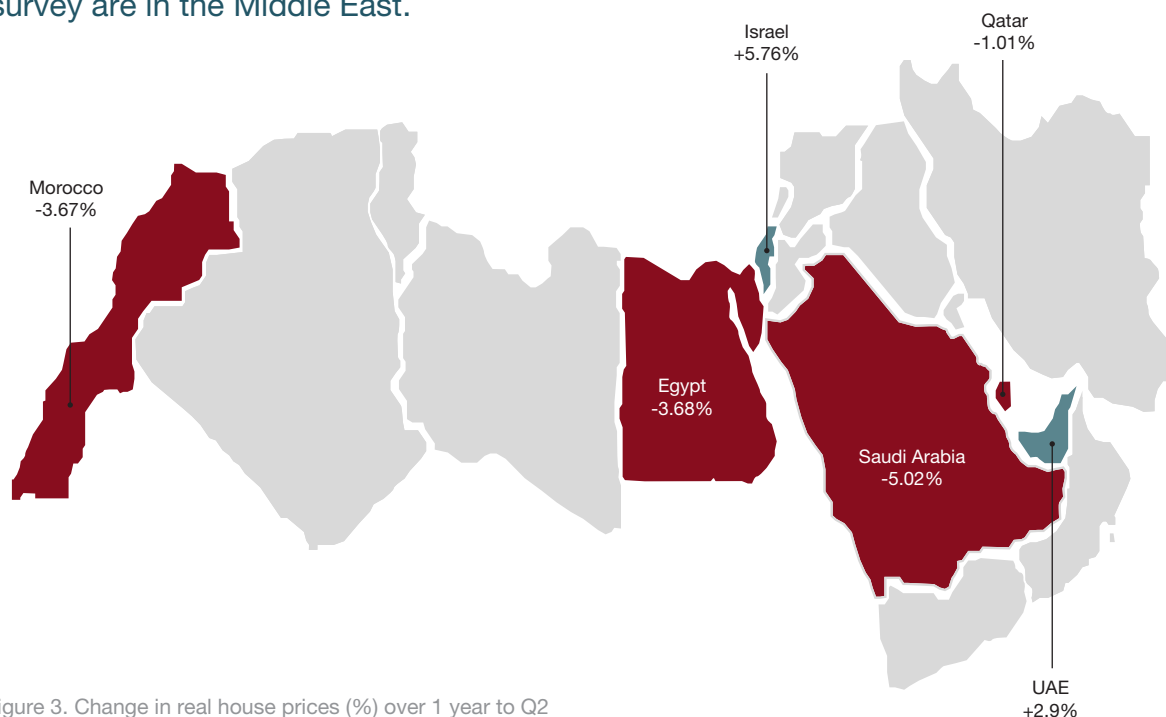 survey are in the Middle East.
Qatar
-1.01%
Israel
+5.76%
Morocco
-3.67%
Egypt
-3.68%
Saudi Arabia
-5.02%
UAE
+2.9%
igure 3. Change in real house prices (%) over 1 year to Q2